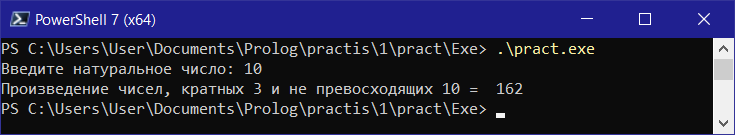 PowerShell 7 (x64)
PS C:\Users\User\Documents\Prolog\practis\1\pract\Exe> .\pract.exe
Введите натуральное число: 10
Произведение чисел, кратных 3 и не превосходящих 10 =  162
PS C:\Users\User\Documents\Prolog\practis\1\pract\Exe>